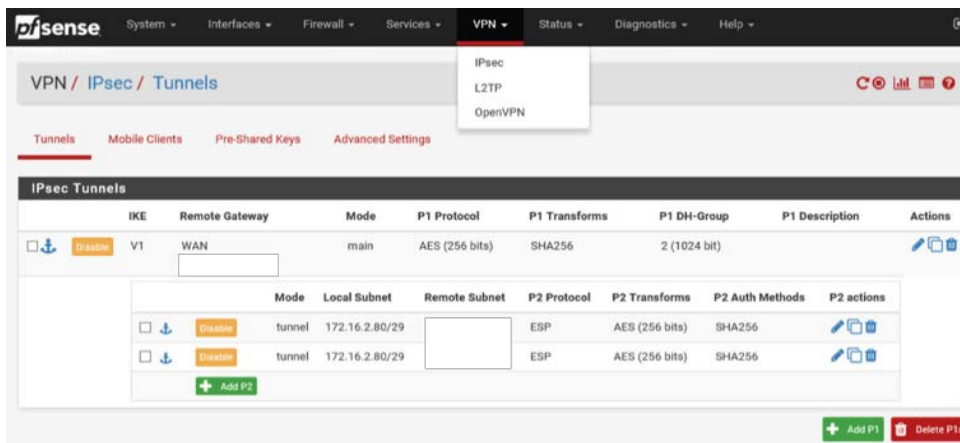 pfsense System Interfaces Firewall Services VPN Status Diagnostics Help
IPsec
L2TP
OpenVPN
VPN / IPsec / Tunnels
Tunnels Mobile Clients Pre-Shared Keys Advanced Settings
IPsec Tunnels
IKE Remote Gateway Mode P1 Protocol P1 Transforms P1 DH-Group P1 Description Actions
Disable V1 WAN main AES (256 bits) SHA256 2 (1024 bit)
Mode Local Subnet Remote Subnet P2 Protocol P2 Transforms P2 Auth Methods P2 actions
Disable tunnel 172.16.2.80/29 ESP AES (256 bits) SHA256
Disable tunnel 172.16.2.80/29 ESP AES (256 bits) SHA256
Add P2
Add P1 Delete P1s